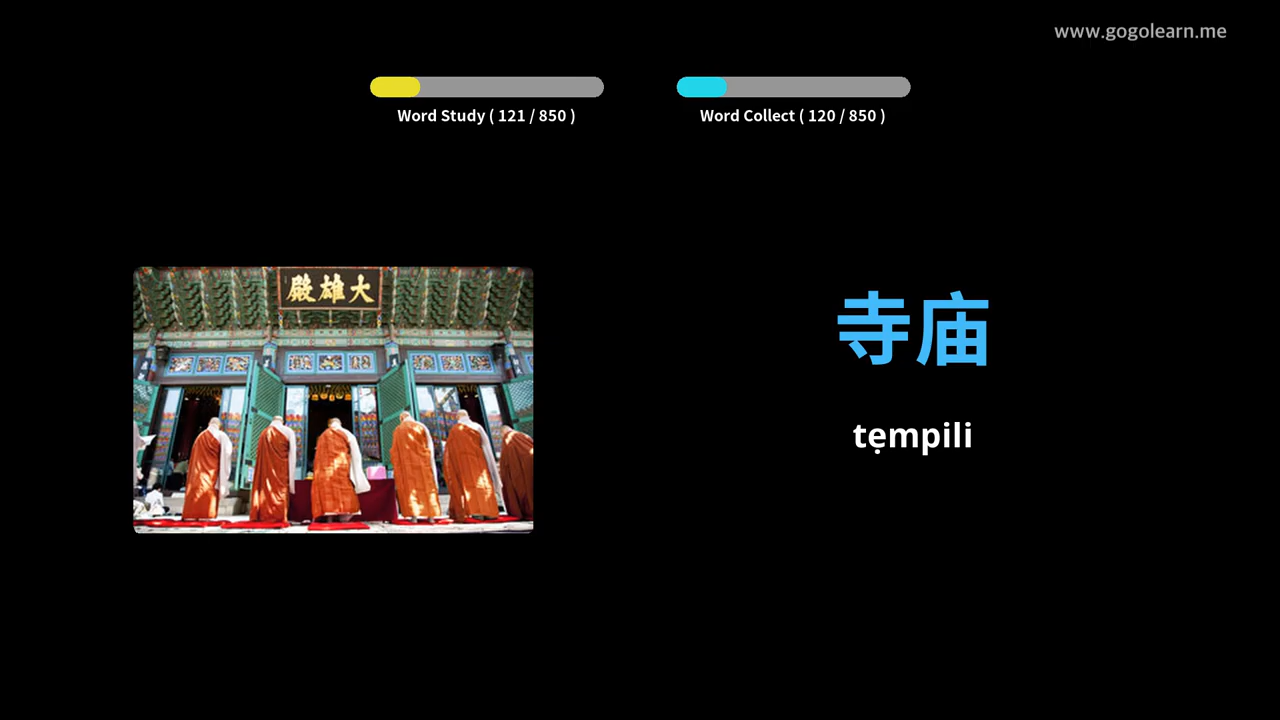 www.gogolearn.me
Word Study ( 121 / 850 )
Word Collect ( 120 / 850 )
殿雄大
寺庙
tẹmpili